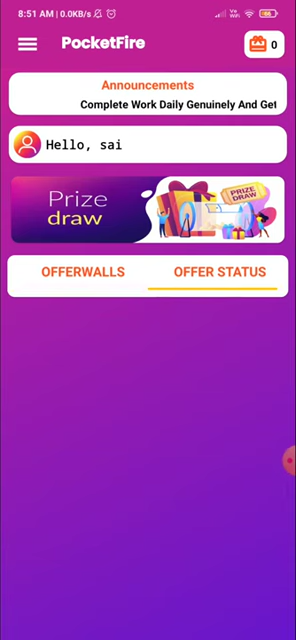 8:51 AM | 0.0KB/s
PocketFire
0
Announcements
Complete Work Daily Genuinely And Get
Hello, sai
Prize
draw
PRIZE
DRAW
OFFERWALLS
OFFER STATUS